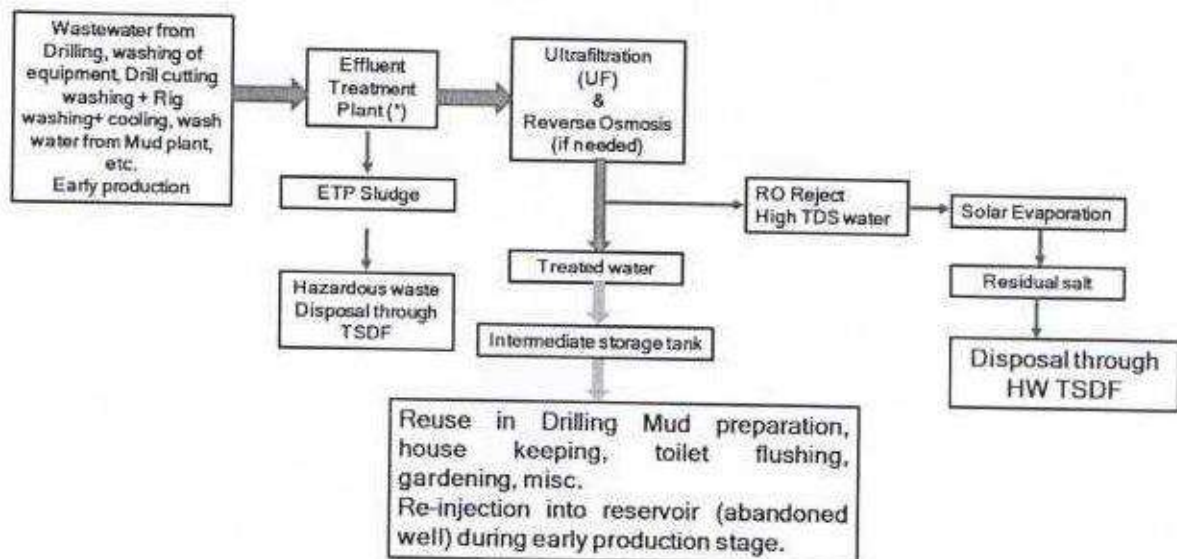 Wastewater from
Drilling, washing of
equipment, Drill cutting
washing + Rig
washing+ cooling, wash
water from Mud plant,
etc.
Early production
Effluent
Treatment
Plant (*)
Ultrafiltration
(UF)
&
Reverse Osmosis
(if needed)
ETP Sludge
Hazardous waste
Disposal through
TSDF
RO Reject
High TDS water
Solar Evaporation
Residual salt
Disposal through
HW TSDF
Treated water
Intermediate storage tank
Reuse in Drilling Mud preparation,
house keeping, toilet flushing,
gardening, misc.
Re-injection into reservoir (abandoned
well) during early production stage.